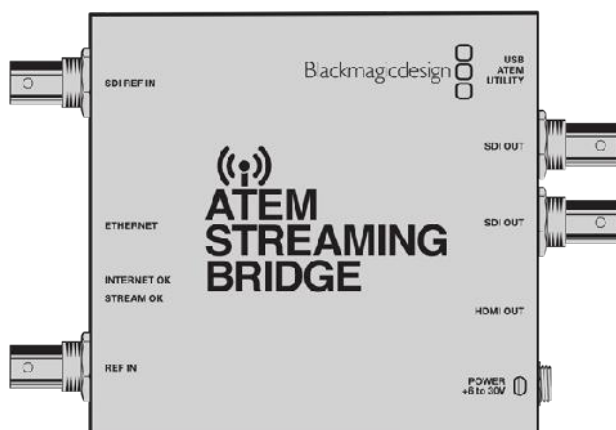 SDI REF IN
Blackmagicdesign
USB
ATEM
UTILITY
SDI OUT
ATEM
STREAMING
BRIDGE
SDI OUT
ETHERNET
INTERNET OK
STREAM OK
HDMI OUT
REF IN
POWER
+6 to 30V